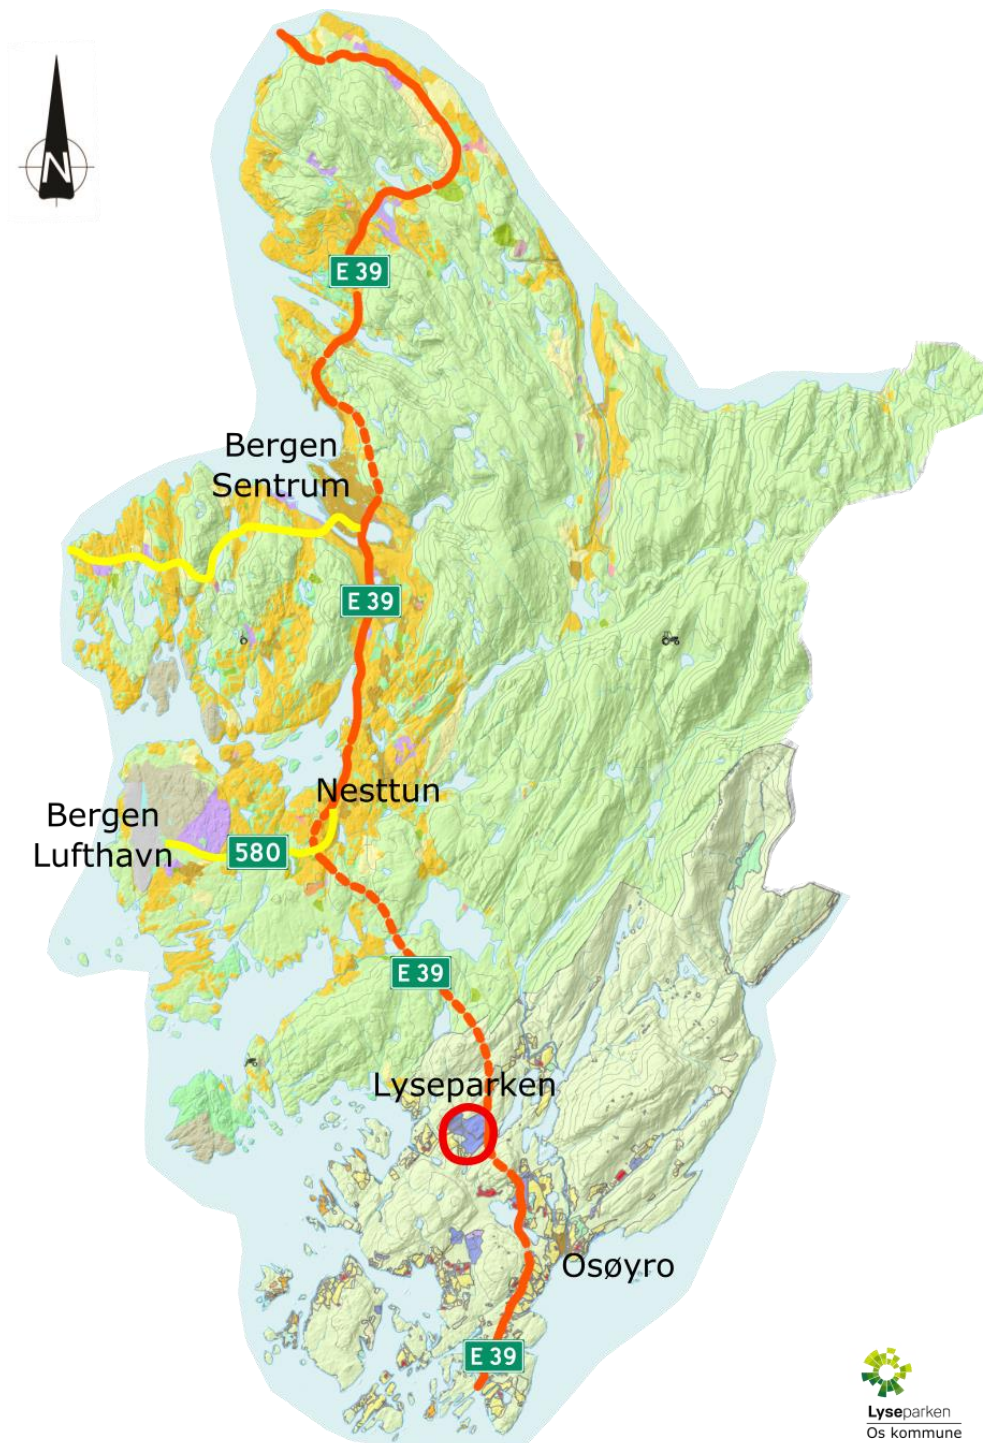 N
E 39
Bergen
Sentrum
E 39
Nesttun
Bergen
Lufthavn
580
E 39
Lyseparken
Osøyro
E 39
Lyseparken
Os kommune